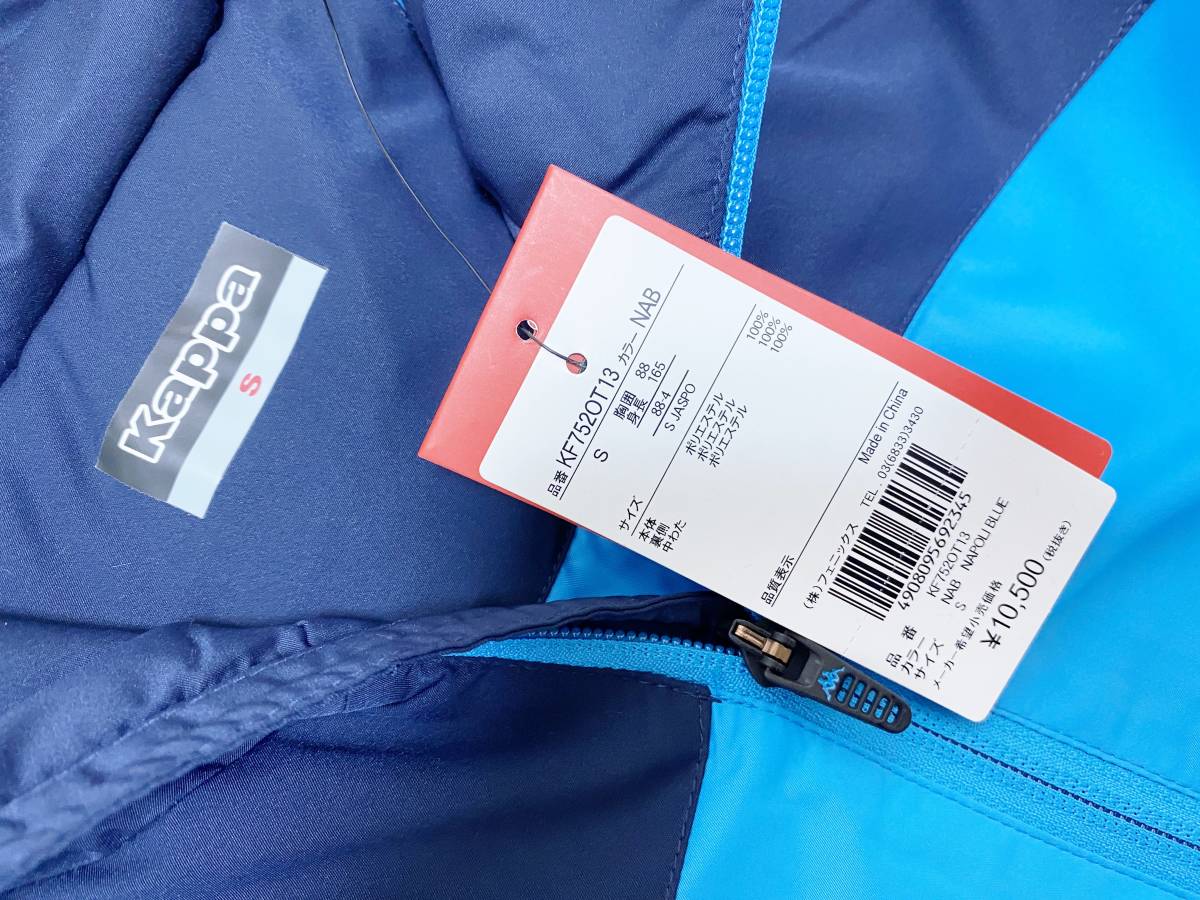 Kappa
S
品番 KF752OT13 カラー NAB
サイズ S
胸囲 88
身長 165
88-4
S JASPO
本体 ポリエステル 100%
裏側 ポリエステル 100%
中わた ポリエステル 100%
品質表示
Made in China
(株)フェニックス TEL. 03(6833)3430
4908095692345
品番 KF752OT13
カラー NAB NAPOLI BLUE
サイズ S
メーカー希望小売価格
¥10,500(税抜き)